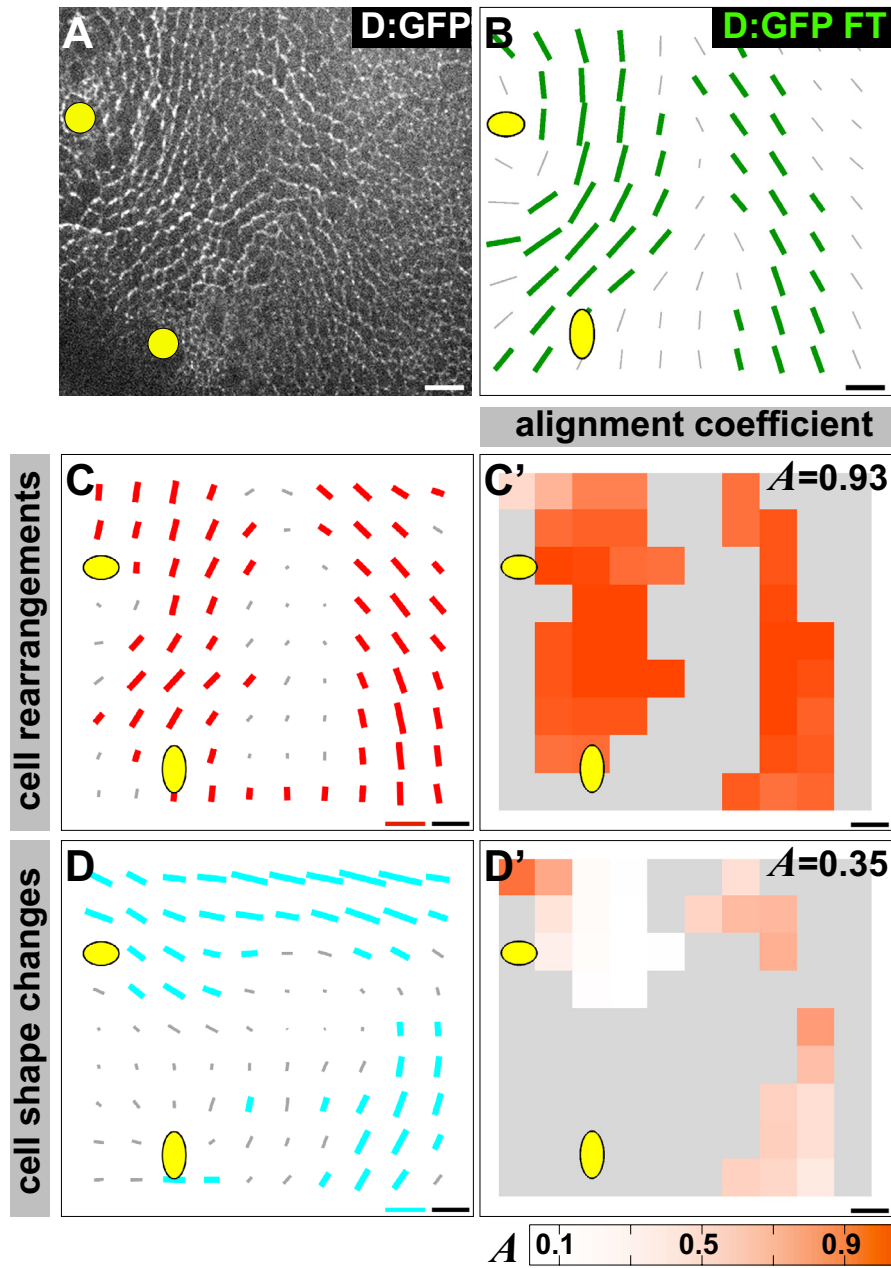 A D:GFP
B D:GFP FT
alignment coefficient
cell rearrangements
C
C' A=0.93
cell shape changes
D
D' A=0.35
A 0.1 0.5 0.9